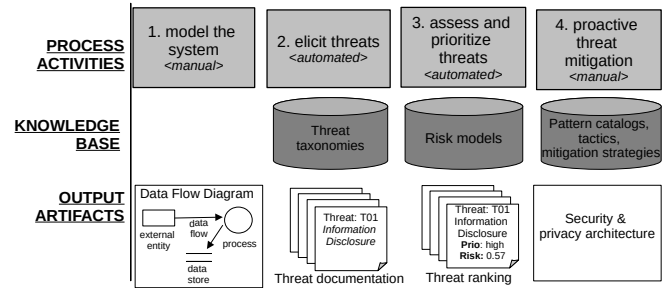 PROCESS
ACTIVITIES
1. model the
system
<manual>
2. elicit threats
<automated>
3. assess and
prioritize
threats
<automated>
4. proactive
threat
mitigation
<manual>
KNOWLEDGE
BASE
Threat
taxonomies
Risk models
Pattern catalogs,
tactics,
mitigation strategies
OUTPUT
ARTIFACTS
Data Flow Diagram
external
entity
data
flow
process
data
store
Threat: T01
Information
Disclosure
Threat documentation
Threat: T01
Information
Disclosure
Prio: high
Risk: 0.57
Threat ranking
Security &
privacy architecture